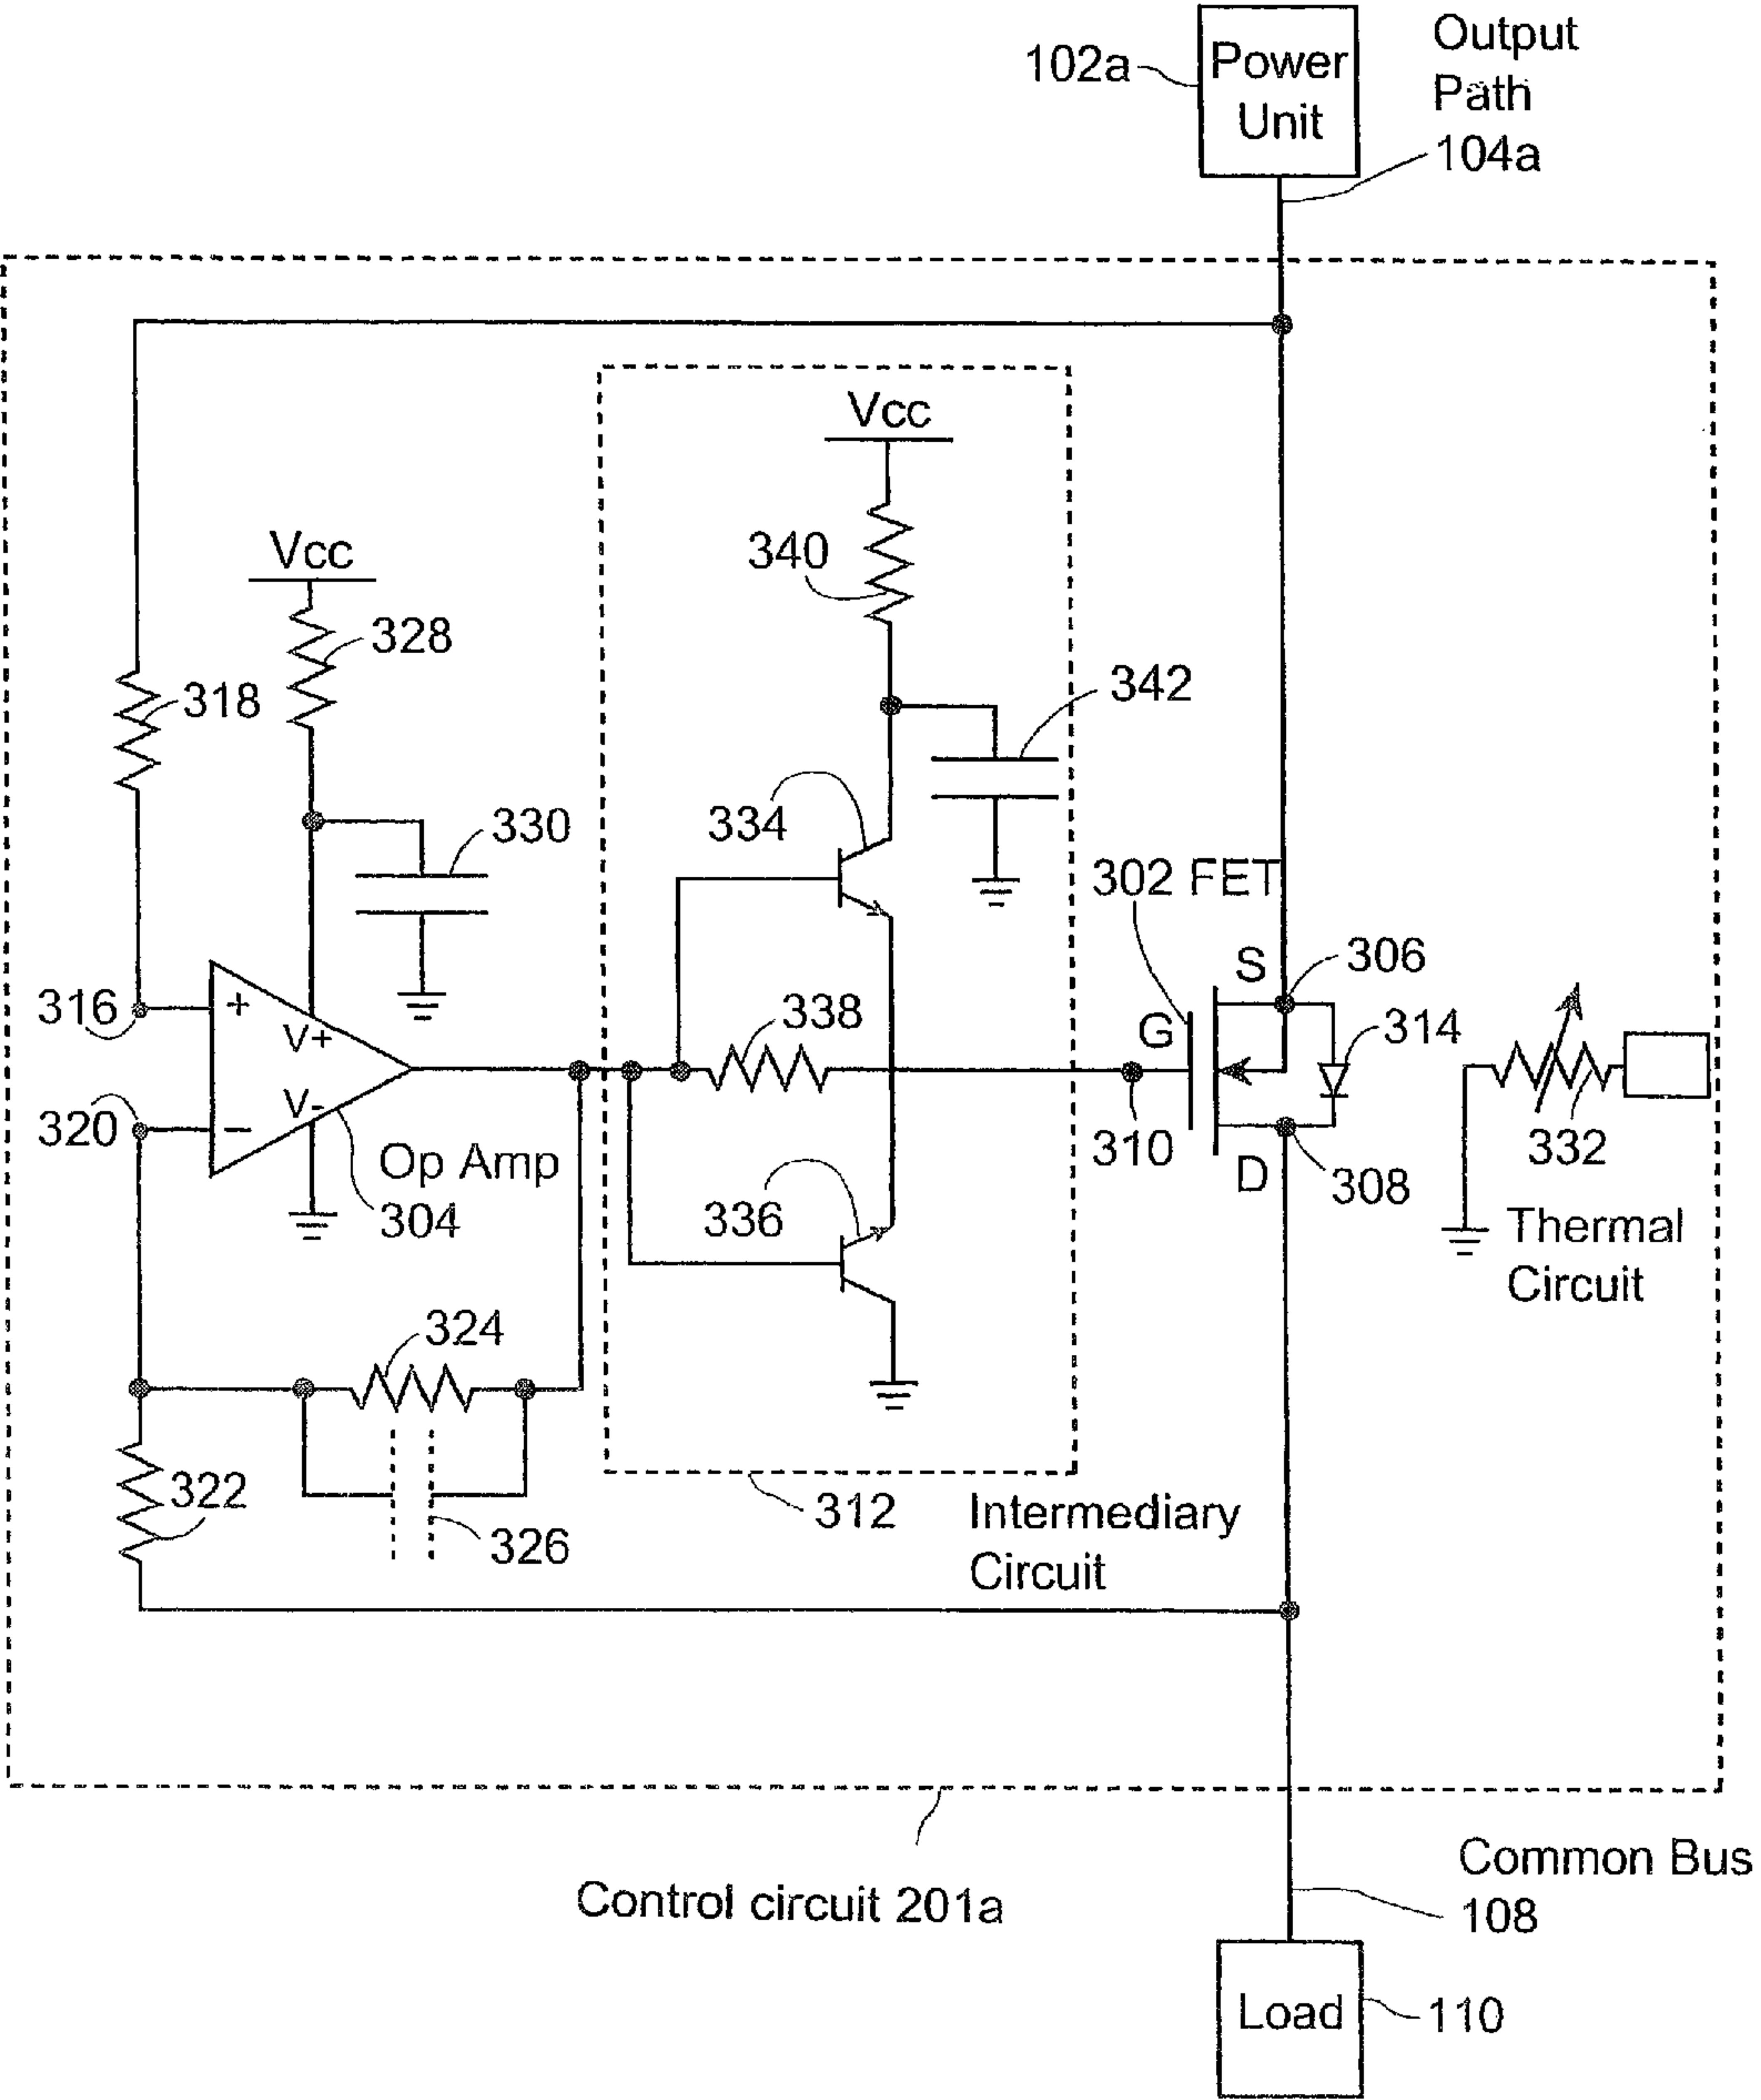 Power
Unit
102a
Output
Path
104a
Vcc
340
342
334
Vcc
328
318
330
302 FET
S
306
G
314
310
D
308
332
Thermal
Circuit
316
+
V+
V-
320
−
Op Amp
304
338
336
324
326
322
312
Intermediary
Circuit
Control circuit 201a
Common Bus
108
Load
110